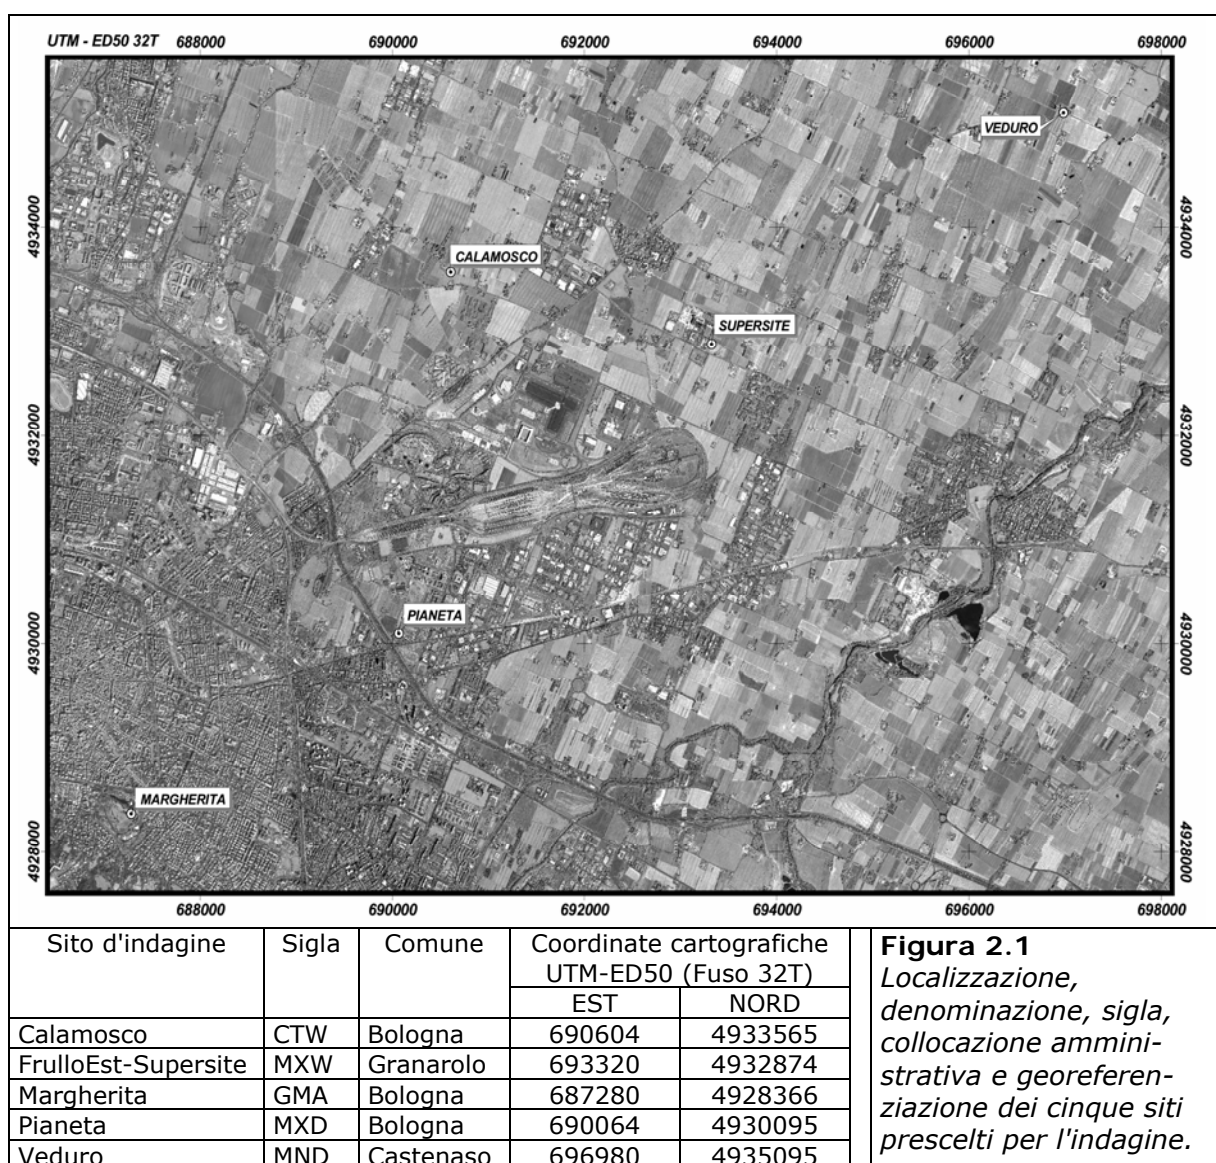 UTM - ED50 32T 688000 690000 692000 694000 696000 698000
VEDURO
4934000 4934000
CALAMOSCO
SUPERSITE
4932000 4932000
PIANETA
4930000 4930000
MARGHERITA
4928000 4928000
688000 690000 692000 694000 696000 698000
Sito d'indagine Sigla Comune Coordinate cartografiche
UTM-ED50 (Fuso 32T)
EST NORD
Calamosco CTW Bologna 690604 4933565
FrulloEst-Supersite MXW Granarolo 693320 4932874
Margherita GMA Bologna 687280 4928366
Pianeta MXD Bologna 690064 4930095
Veduro MND Castenaso 696980 4935095
Figura 2.1
Localizzazione,
denominazione, sigla,
collocazione ammini-
strativa e georeferen-
ziazione dei cinque siti
prescelti per l'indagine.